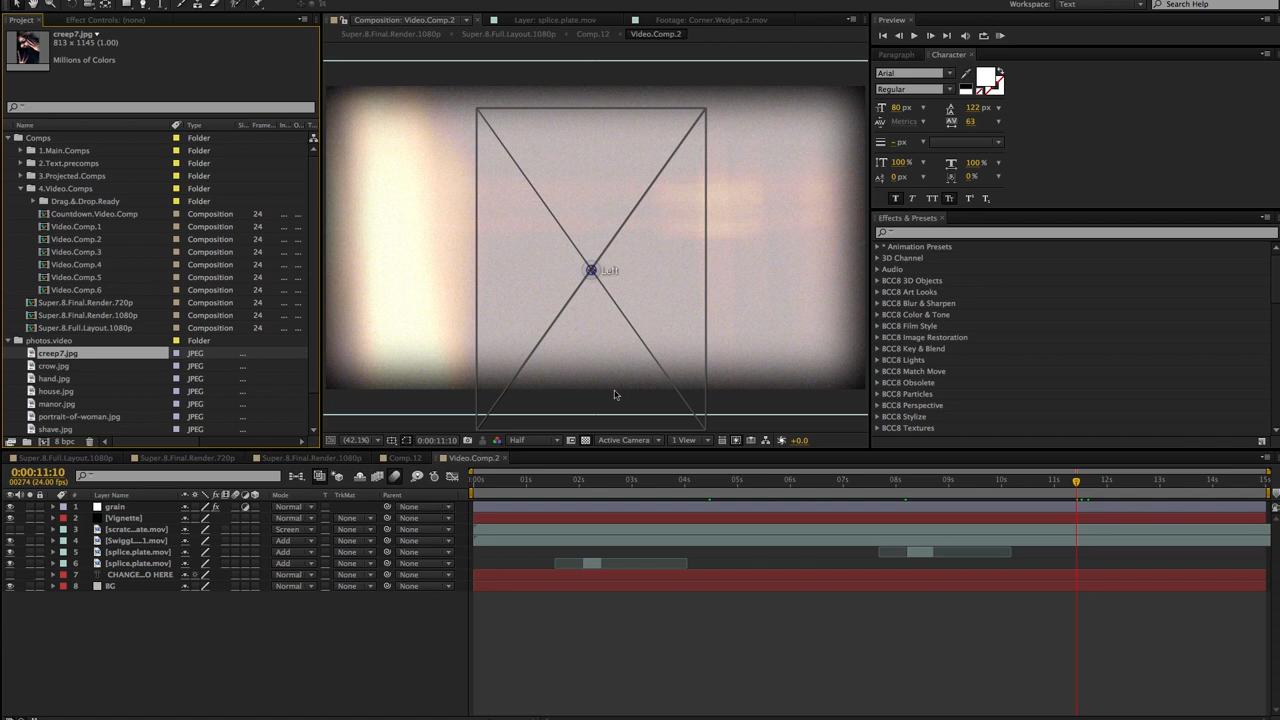 Workspace: Text
Search Help
Project
Effect Controls: (none)
creep7.jpg
813 x 1145 (1.00)
Millions of Colors
Name
Type
Si...
Frame...
In...
O...
T...
Comps Folder
1.Main.Comps Folder
2.Text.precomps Folder
3.Projected.Comps Folder
4.Video.Comps Folder
Drag.&.Drop.Ready Folder
Countdown.Video.Comp Composition 24 ... ...
Video.Comp.1 Composition 24 ... ...
Video.Comp.2 Composition 24 ... ...
Video.Comp.3 Composition 24 ... ...
Video.Comp.4 Composition 24 ... ...
Video.Comp.5 Composition 24 ... ...
Video.Comp.6 Composition 24 ... ...
Super.8.Final.Render.720p Composition 24 ... ...
Super.8.Final.Render.1080p Composition 24 ... ...
Super.8.Full.Layout.1080p Composition 24 ... ...
photos.video Folder
creep7.jpg JPEG ...
crow.jpg JPEG ...
hand.jpg JPEG ...
house.jpg JPEG ...
manor.jpg JPEG ...
portrait-of-woman.jpg JPEG ...
shave.jpg JPEG ...
8 bpc
Composition: Video.Comp.2
Layer: splice.plate.mov
Footage: Corner.Wedges.2.mov
Super.8.Final.Render.1080p
Super.8.Full.Layout.1080p
Comp.12
Video.Comp.2
Left
(42.1%)
0:00:11:10
Half
Active Camera
1 View
+0.0
Preview
Paragraph
Character
Arial
Regular
80 px
122 px
Metrics
63
- px
100 %
100 %
0 px
0 %
T T TT Tr T¹ T₁
Effects & Presets
* Animation Presets
3D Channel
Audio
BCC8 3D Objects
BCC8 Art Looks
BCC8 Blur & Sharpen
BCC8 Color & Tone
BCC8 Film Style
BCC8 Image Restoration
BCC8 Key & Blend
BCC8 Lights
BCC8 Match Move
BCC8 Obsolete
BCC8 Particles
BCC8 Perspective
BCC8 Stylize
BCC8 Textures
Super.8.Full.Layout.1080p
Super.8.Final.Render.720p
Super.8.Final.Render.1080p
Comp.12
Video.Comp.2
0:00:11:10
00274 (24.00 fps)
# Layer Name Mode T TrkMat Parent
:00s 01s 02s 03s 04s 05s 06s 07s 08s 09s 10s 11s 12s 13s 14s 15s
1 grain fx Normal None
2 [Vignette] Normal None None
3 [scratc...ate.mov] Screen None None
4 [SwiggL....1.mov] Add None None
5 [splice.plate.mov] Add None None
6 [splice.plate.mov] Add None None
7 T CHANGE...O HERE Normal None None
8 BG Normal None None